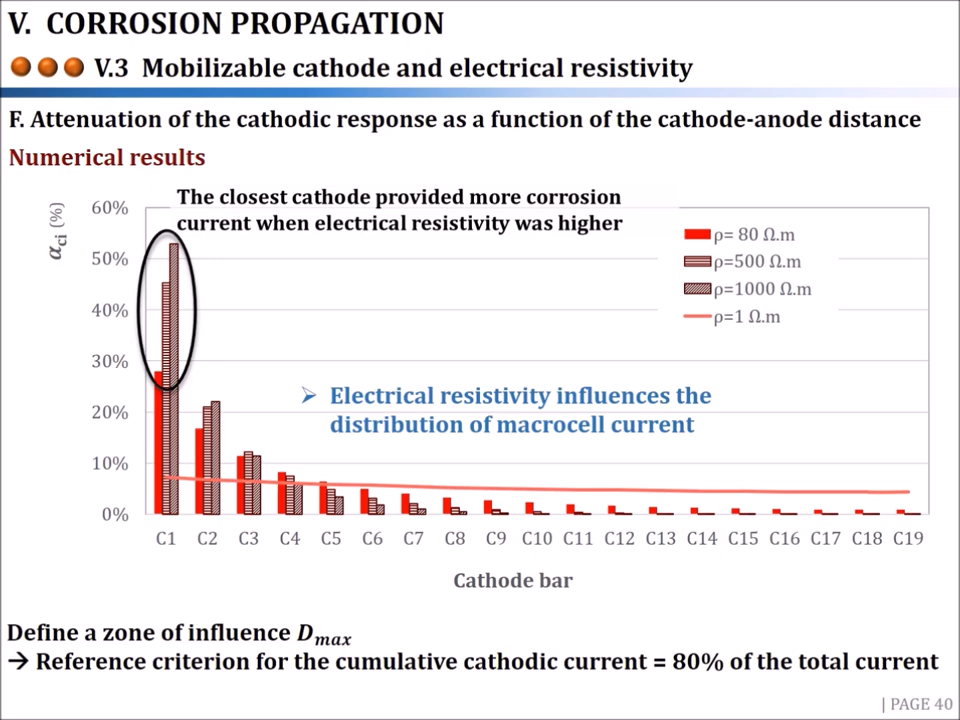 V. CORROSION PROPAGATION
V.3 Mobilizable cathode and electrical resistivity
F. Attenuation of the cathodic response as a function of the cathode-anode distance
Numerical results
The closest cathode provided more corrosion
current when electrical resistivity was higher
α_ci (%)
60%
50%
40%
30%
20%
10%
0%
ρ= 80 Ω.m
ρ=500 Ω.m
ρ=1000 Ω.m
ρ=1 Ω.m
➢ Electrical resistivity influences the
distribution of macrocell current
C1 C2 C3 C4 C5 C6 C7 C8 C9 C10 C11 C12 C13 C14 C15 C16 C17 C18 C19
Cathode bar
Define a zone of influence D_max
→ Reference criterion for the cumulative cathodic current = 80% of the total current
| PAGE 40